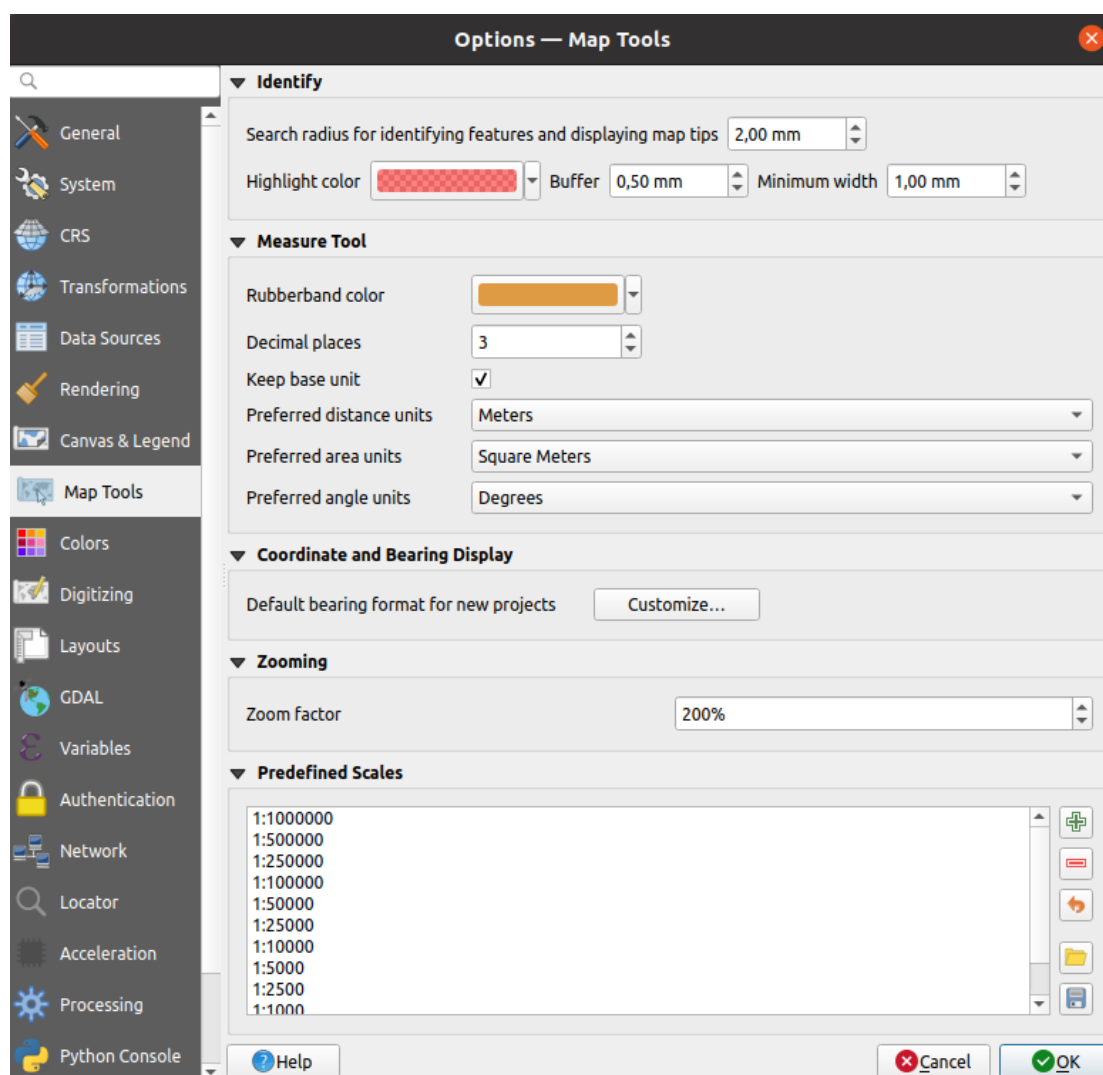 Options — Map Tools
General
System
CRS
Transformations
Data Sources
Rendering
Canvas & Legend
Map Tools
Colors
Digitizing
Layouts
GDAL
Variables
Authentication
Network
Locator
Acceleration
Processing
Python Console
Identify
Search radius for identifying features and displaying map tips 2,00 mm
Highlight color Buffer 0,50 mm Minimum width 1,00 mm
Measure Tool
Rubberband color
Decimal places 3
Keep base unit
Preferred distance units Meters
Preferred area units Square Meters
Preferred angle units Degrees
Coordinate and Bearing Display
Default bearing format for new projects Customize...
Zooming
Zoom factor 200%
Predefined Scales
1:1000000
1:500000
1:250000
1:100000
1:50000
1:25000
1:10000
1:5000
1:2500
1:1000
Help Cancel OK